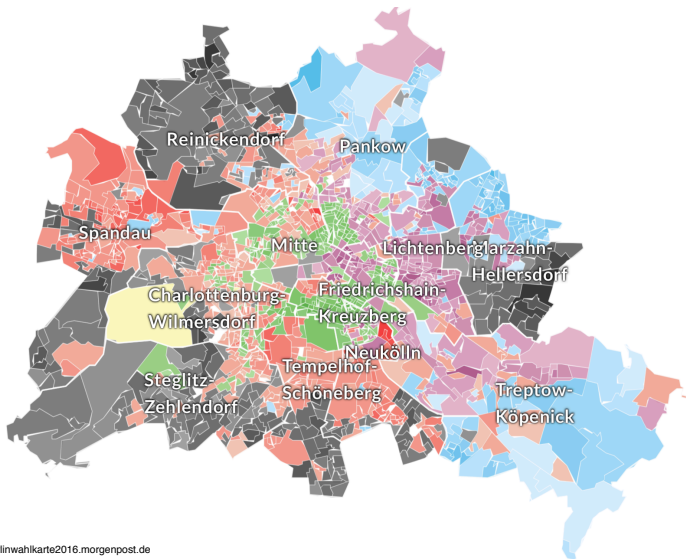 Reinickendorf
Pankow
Spandau
Mitte
Lichtenberg
larzahn-
Hellersdorf
Charlottenburg-
Wilmersdorf
Friedrichshain-
Kreuzberg
Neukölln
Tempelhof-
Schöneberg
Steglitz-
Zehlendorf
Treptow-
Köpenick
linwahlkarte2016.morgenpost.de